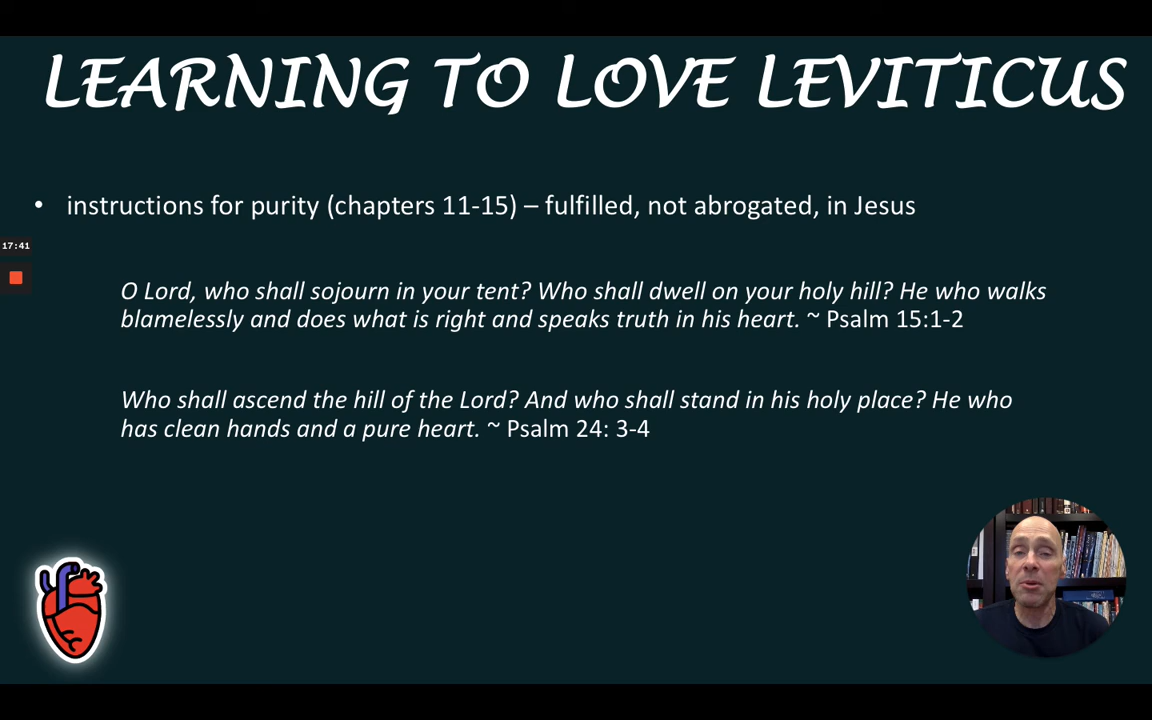 LEARNING TO LOVE LEVITICUS
• instructions for purity (chapters 11-15) – fulfilled, not abrogated, in Jesus
17:41
O Lord, who shall sojourn in your tent? Who shall dwell on your holy hill? He who walks
blamelessly and does what is right and speaks truth in his heart. ~ Psalm 15:1-2
Who shall ascend the hill of the Lord? And who shall stand in his holy place? He who
has clean hands and a pure heart. ~ Psalm 24: 3-4